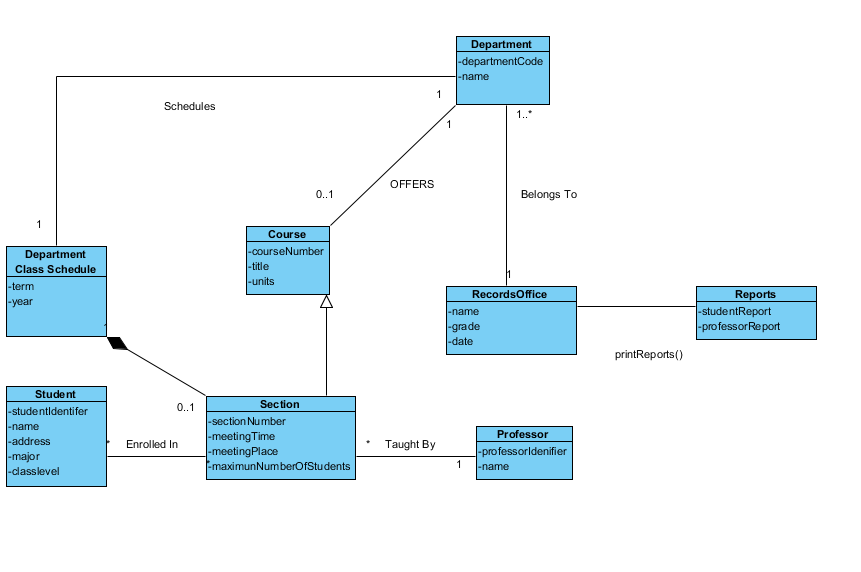 Department
-departmentCode
-name
1
Schedules
1
1..*
OFFERS
0..1
Belongs To
1
Course
-courseNumber
-title
-units
Department
Class Schedule
-term
-year
1
RecordsOffice
-name
-grade
-date
Reports
-studentReport
-professorReport
printReports()
Student
-studentIdentifer
-name
-address
-major
-classlevel
0..1
Section
-sectionNumber
-meetingTime
-meetingPlace
-maximunNumberOfStudents
* Enrolled In
*
* Taught By
1
Professor
-professorIdenifier
-name